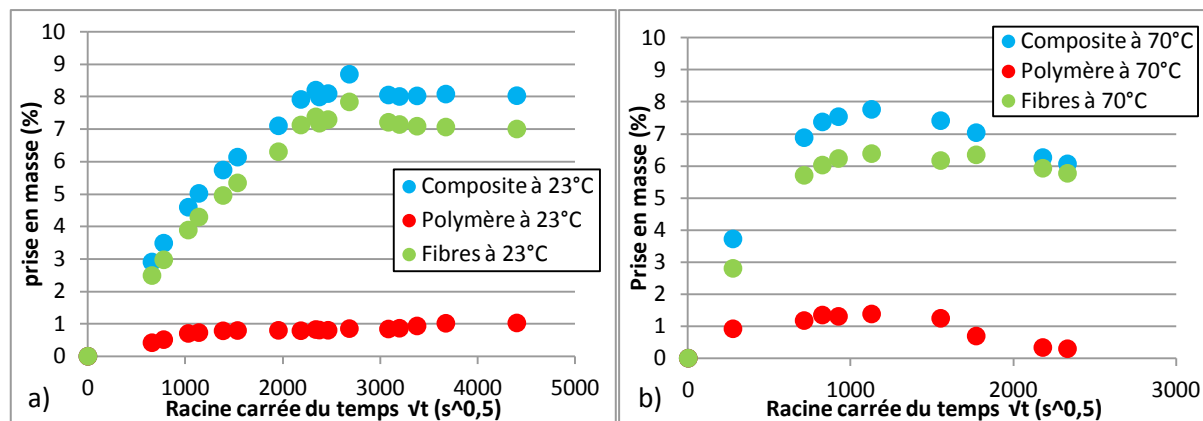 prise en masse (%)
10
9
8
7
6
5
4
3
2
1
0
Composite à 23°C
Polymère à 23°C
Fibres à 23°C
0 1000 2000 3000 4000 5000
a) Racine carrée du temps √t (s^0,5)
Prise en masse (%)
10
9
8
7
6
5
4
3
2
1
0
Composite à 70°C
Polymère à 70°C
Fibres à 70°C
0 1000 2000 3000
b) Racine carrée du temps √t (s^0,5)